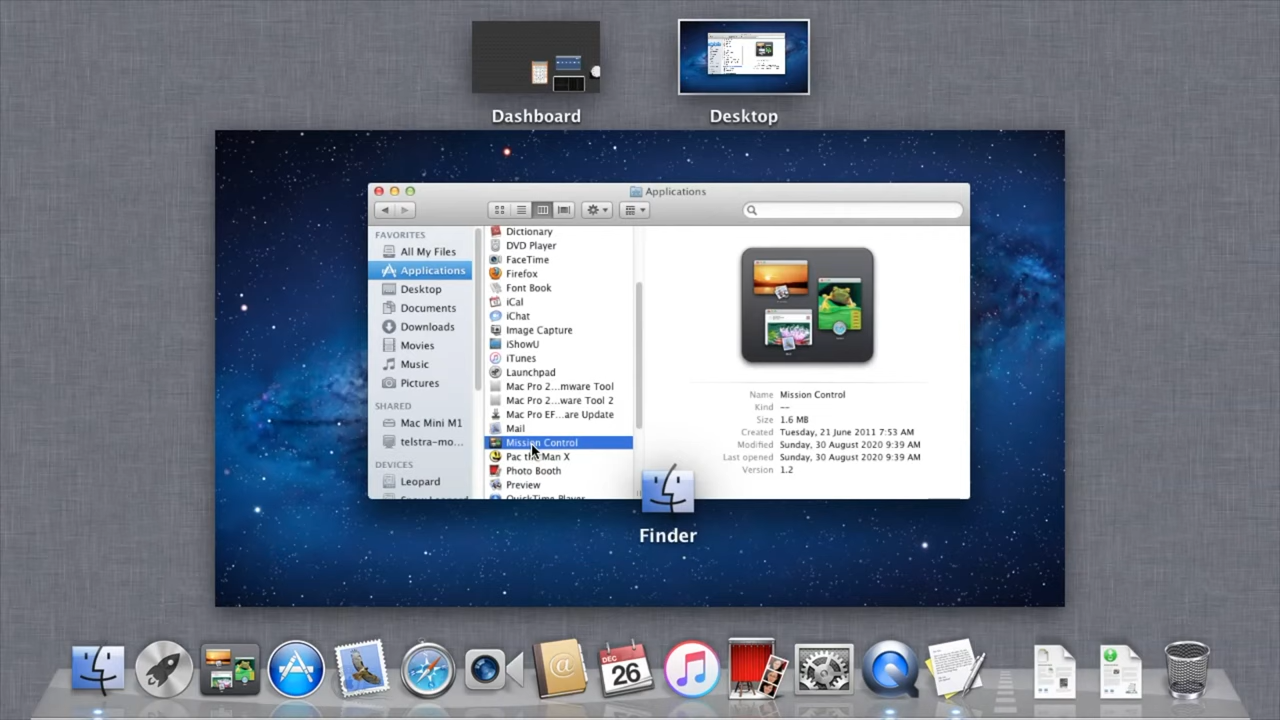 Dashboard
Desktop
Applications
FAVORITES
All My Files
Applications
Desktop
Documents
Downloads
Movies
Music
Pictures
SHARED
Mac Mini M1
telstra-mo...
DEVICES
Leopard
Dictionary
DVD Player
FaceTime
Firefox
Font Book
iCal
iChat
Image Capture
iShowU
iTunes
Launchpad
Mac Pro 2...mware Tool
Mac Pro 2...ware Tool 2
Mac Pro EF...are Update
Mail
Mission Control
Pac the Man X
Photo Booth
Preview
QuickTime Player
Name Mission Control
Kind --
Size 1.6 MB
Created Tuesday, 21 June 2011 7:53 AM
Modified Sunday, 30 August 2020 9:39 AM
Last opened Sunday, 30 August 2020 9:39 AM
Version 1.2
Finder
@
DEC
26